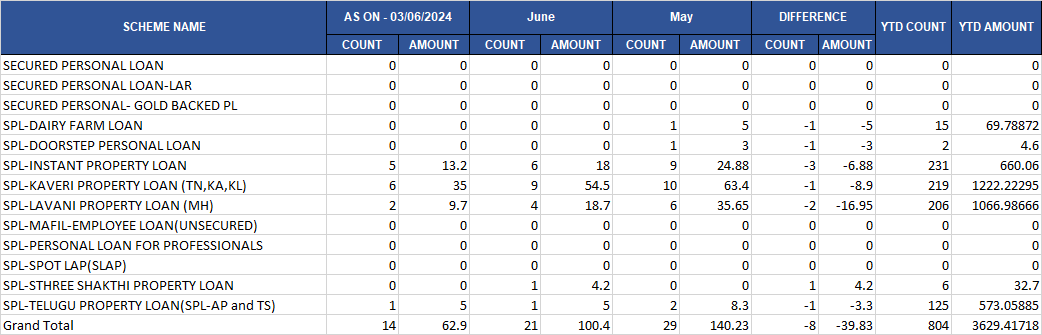 SCHEME NAME AS ON - 03/06/2024 June May DIFFERENCE YTD COUNT YTD AMOUNT
COUNT AMOUNT COUNT AMOUNT COUNT AMOUNT COUNT AMOUNT
SECURED PERSONAL LOAN 0 0 0 0 0 0 0 0 0 0
SECURED PERSONAL LOAN-LAR 0 0 0 0 0 0 0 0 0 0
SECURED PERSONAL- GOLD BACKED PL 0 0 0 0 0 0 0 0 0 0
SPL-DAIRY FARM LOAN 0 0 0 0 1 5 -1 -5 15 69.78872
SPL-DOORSTEP PERSONAL LOAN 0 0 0 0 1 3 -1 -3 2 4.6
SPL-INSTANT PROPERTY LOAN 5 13.2 6 18 9 24.88 -3 -6.88 231 660.06
SPL-KAVERI PROPERTY LOAN (TN,KA,KL) 6 35 9 54.5 10 63.4 -1 -8.9 219 1222.22295
SPL-LAVANI PROPERTY LOAN (MH) 2 9.7 4 18.7 6 35.65 -2 -16.95 206 1066.98666
SPL-MAFIL-EMPLOYEE LOAN(UNSECURED) 0 0 0 0 0 0 0 0 0 0
SPL-PERSONAL LOAN FOR PROFESSIONALS 0 0 0 0 0 0 0 0 0 0
SPL-SPOT LAP(SLAP) 0 0 0 0 0 0 0 0 0 0
SPL-STHREE SHAKTHI PROPERTY LOAN 0 0 1 4.2 0 0 1 4.2 6 32.7
SPL-TELUGU PROPERTY LOAN(SPL-AP and TS) 1 5 1 5 2 8.3 -1 -3.3 125 573.05885
Grand Total 14 62.9 21 100.4 29 140.23 -8 -39.83 804 3629.41718